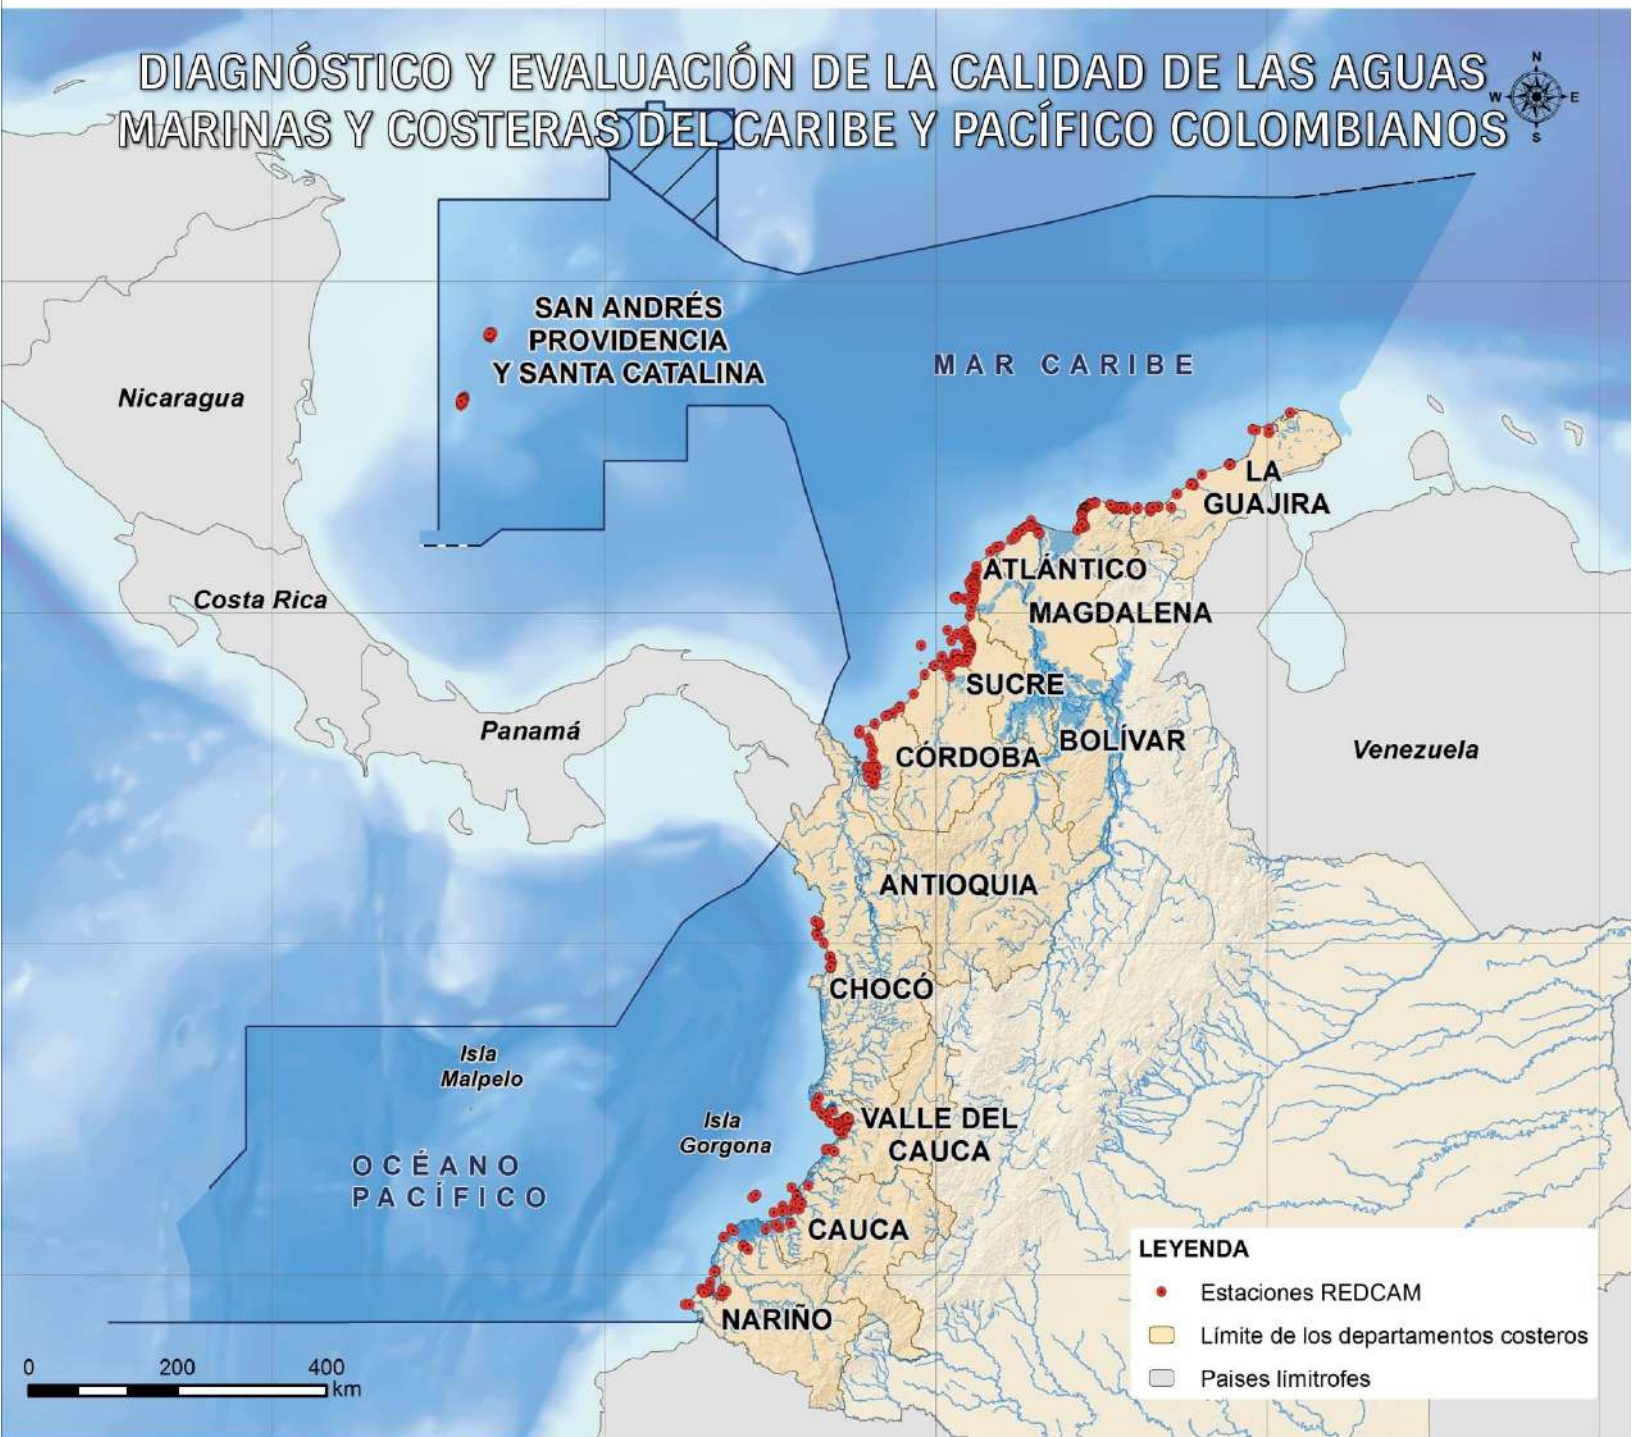 DIAGNÓSTICO Y EVALUACIÓN DE LA CALIDAD DE LAS AGUAS
MARINAS Y COSTERAS DEL CARIBE Y PACÍFICO COLOMBIANOS
N
W E
S
SAN ANDRÉS
PROVIDENCIA
Y SANTA CATALINA
MAR CARIBE
Nicaragua
LA
GUAJIRA
ATLÁNTICO
Costa Rica
MAGDALENA
SUCRE
Panamá
BOLÍVAR
CÓRDOBA
Venezuela
ANTIOQUIA
CHOCÓ
Isla
Malpelo
Isla
Gorgona
VALLE DEL
CAUCA
OCÉANO
PACÍFICO
CAUCA
NARIÑO
LEYENDA
Estaciones REDCAM
Límite de los departamentos costeros
Paises límitrofes
0 200 400
km